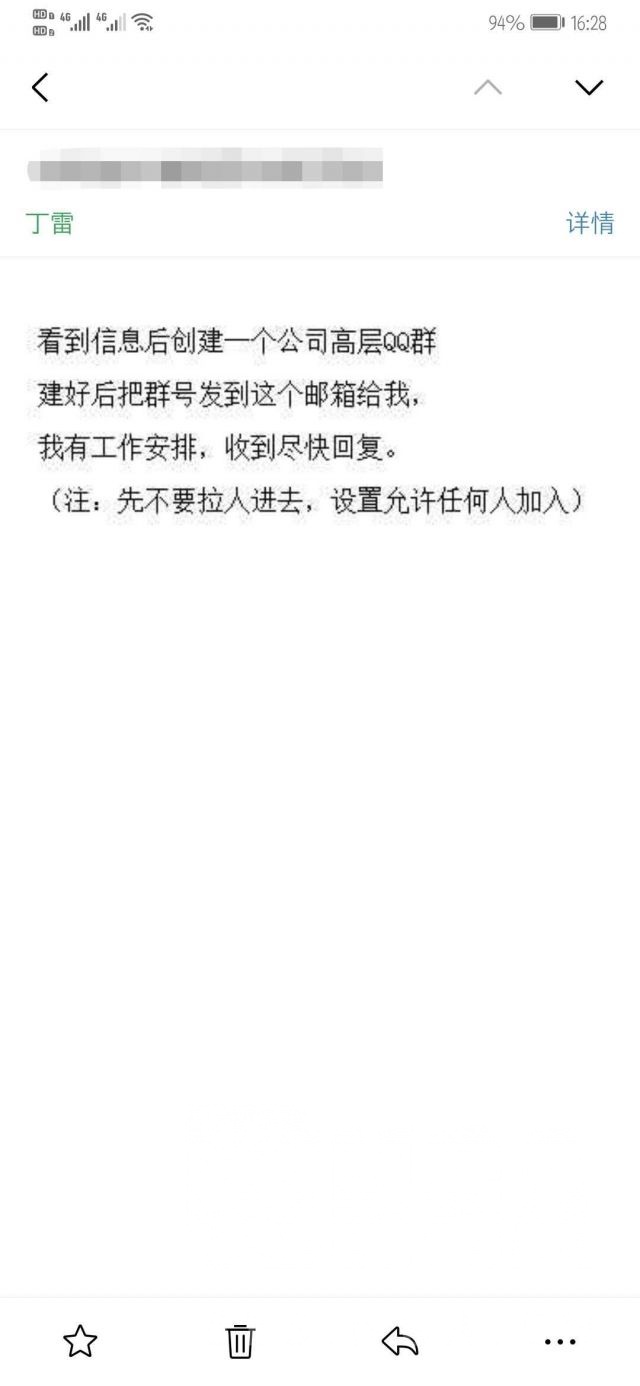 HD 4G 4G 94% 16:28
HD
丁雷 详情
看到信息后创建一个公司高层QQ群
建好后把群号发到这个邮箱给我，
我有工作安排，收到尽快回复。
（注：先不要拉人进去，设置允许任何人加入）